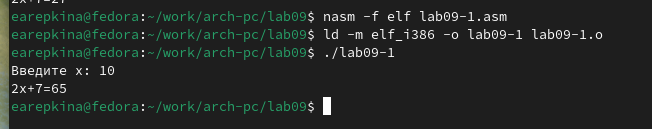 2x+7=27
earepkina@fedora:~/work/arch-pc/lab09$ nasm -f elf lab09-1.asm
earepkina@fedora:~/work/arch-pc/lab09$ ld -m elf_i386 -o lab09-1 lab09-1.o
earepkina@fedora:~/work/arch-pc/lab09$ ./lab09-1
Введите x: 10
2x+7=65
earepkina@fedora:~/work/arch-pc/lab09$